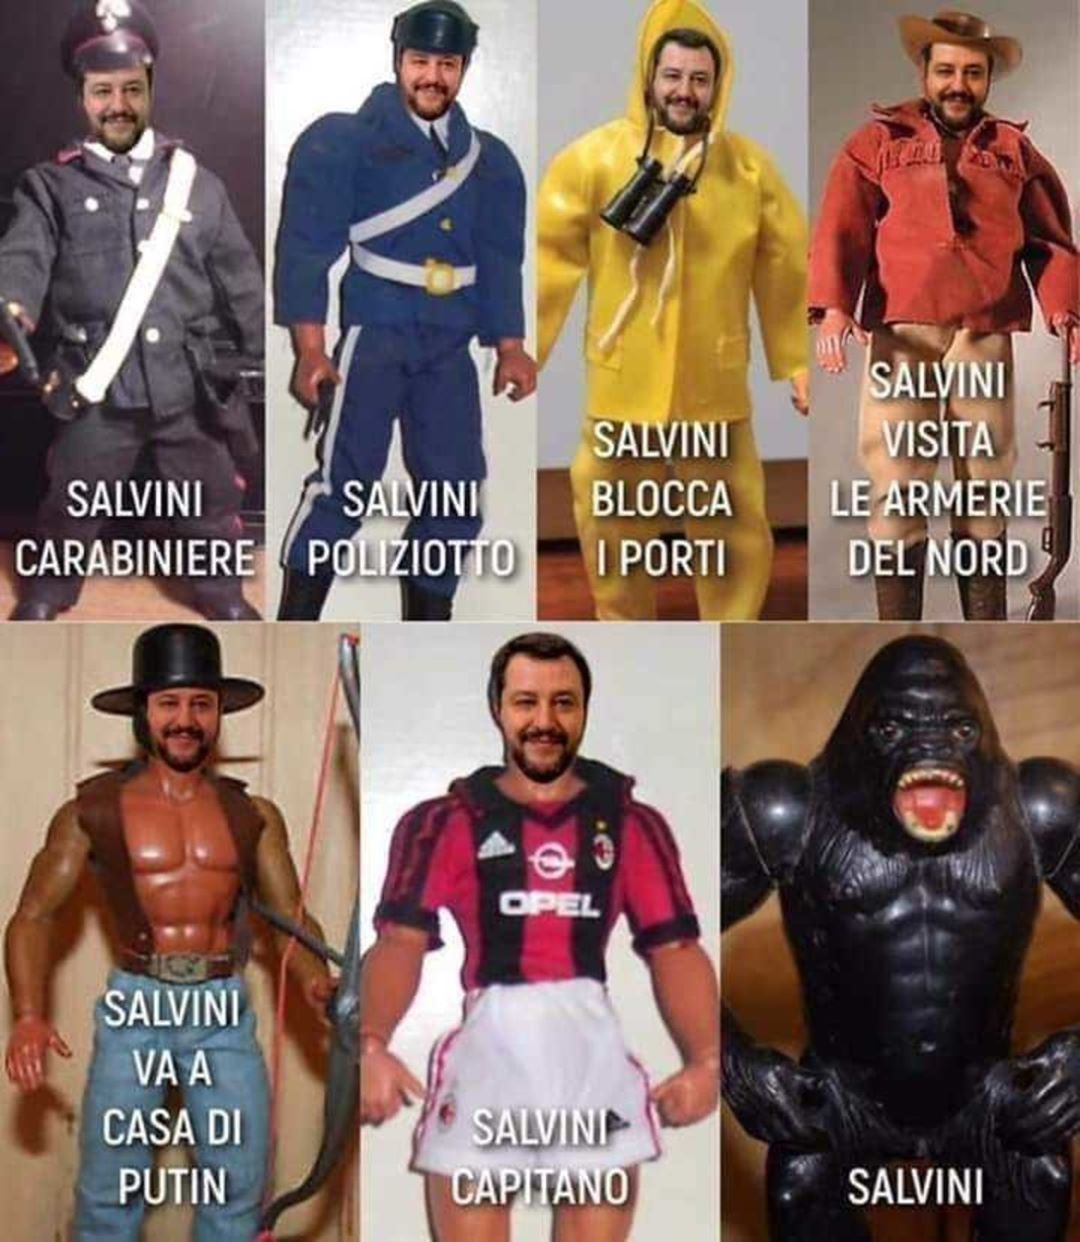 SALVINI
CARABINIERE
SALVINI
POLIZIOTTO
SALVINI
BLOCCA
I PORTI
SALVINI
VISITA
LE ARMERIE
DEL NORD
SALVINI
VA A
CASA DI
PUTIN
OPEL
SALVINI
CAPITANO
SALVINI